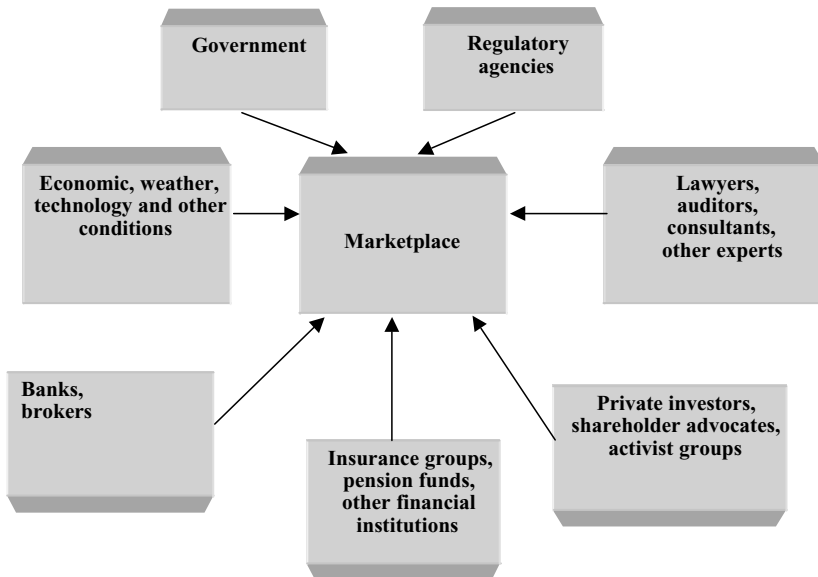 Government
Regulatory
agencies
Economic, weather,
technology and other
conditions
Marketplace
Lawyers,
auditors,
consultants,
other experts
Banks,
brokers
Insurance groups,
pension funds,
other financial
institutions
Private investors,
shareholder advocates,
activist groups